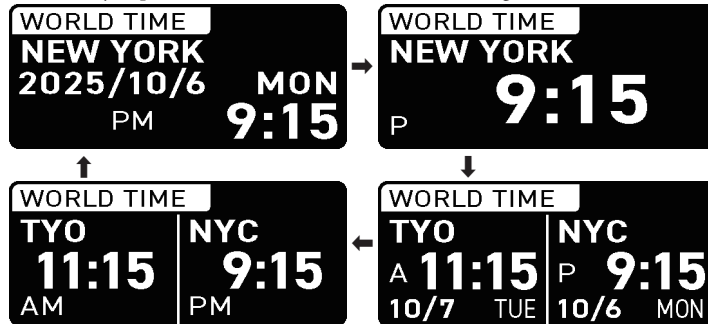 WORLD TIME
NEW YORK
2025/10/6 MON
PM 9:15
WORLD TIME
NEW YORK
P 9:15
WORLD TIME
TYO NYC
11:15 9:15
AM PM
WORLD TIME
TYO NYC
A 11:15 P 9:15
10/7 TUE 10/6 MON